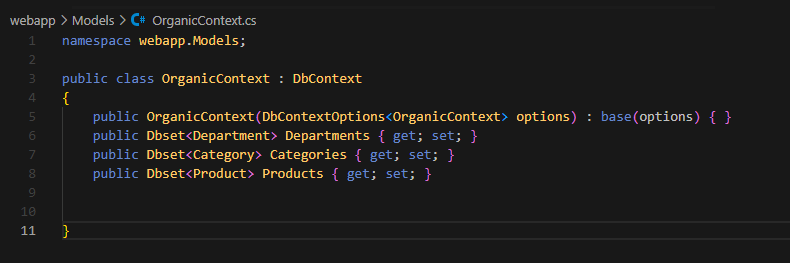 webapp > Models > C# OrganicContext.cs
1 namespace webapp.Models;
2
3 public class OrganicContext : DbContext
4 {
5 public OrganicContext(DbContextOptions<OrganicContext> options) : base(options) { }
6 public Dbset<Department> Departments { get; set; }
7 public Dbset<Category> Categories { get; set; }
8 public Dbset<Product> Products { get; set; }
9
10
11 }